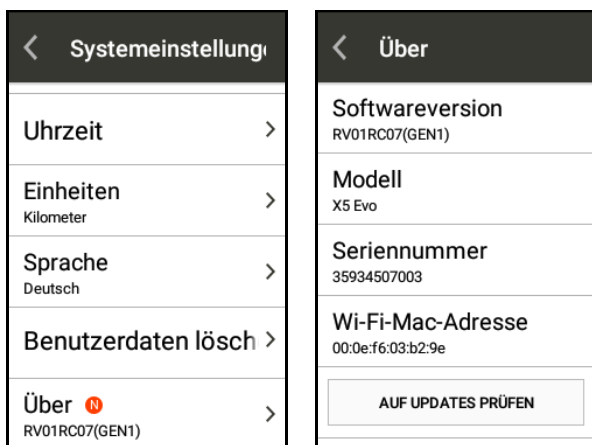 Systemeinstellung
Uhrzeit
Einheiten
Kilometer
Sprache
Deutsch
Benutzerdaten lösch
Über N
RV01RC07(GEN1)
Über
Softwareversion
RV01RC07(GEN1)
Modell
X5 Evo
Seriennummer
35934507003
Wi-Fi-Mac-Adresse
00:0e:f6:03:b2:9e
AUF UPDATES PRÜFEN